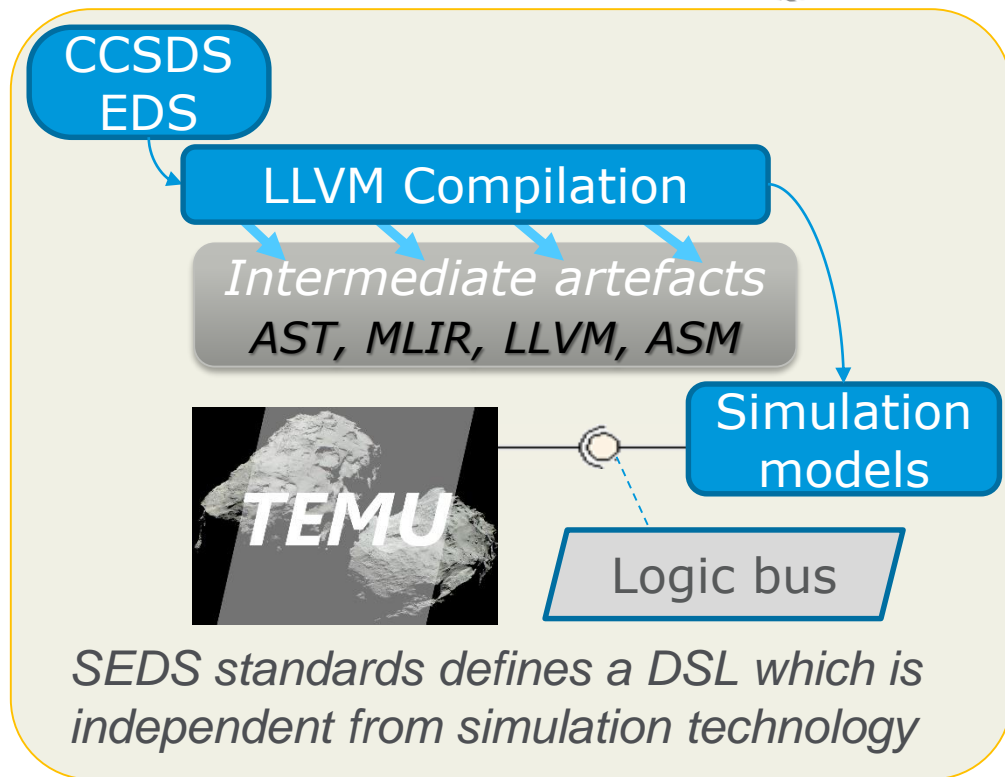 CCSDS
EDS
LLVM Compilation
Intermediate artefacts
AST, MLIR, LLVM, ASM
Simulation
models
TEMU
Logic bus
SEDS standards defines a DSL which is
independent from simulation technology